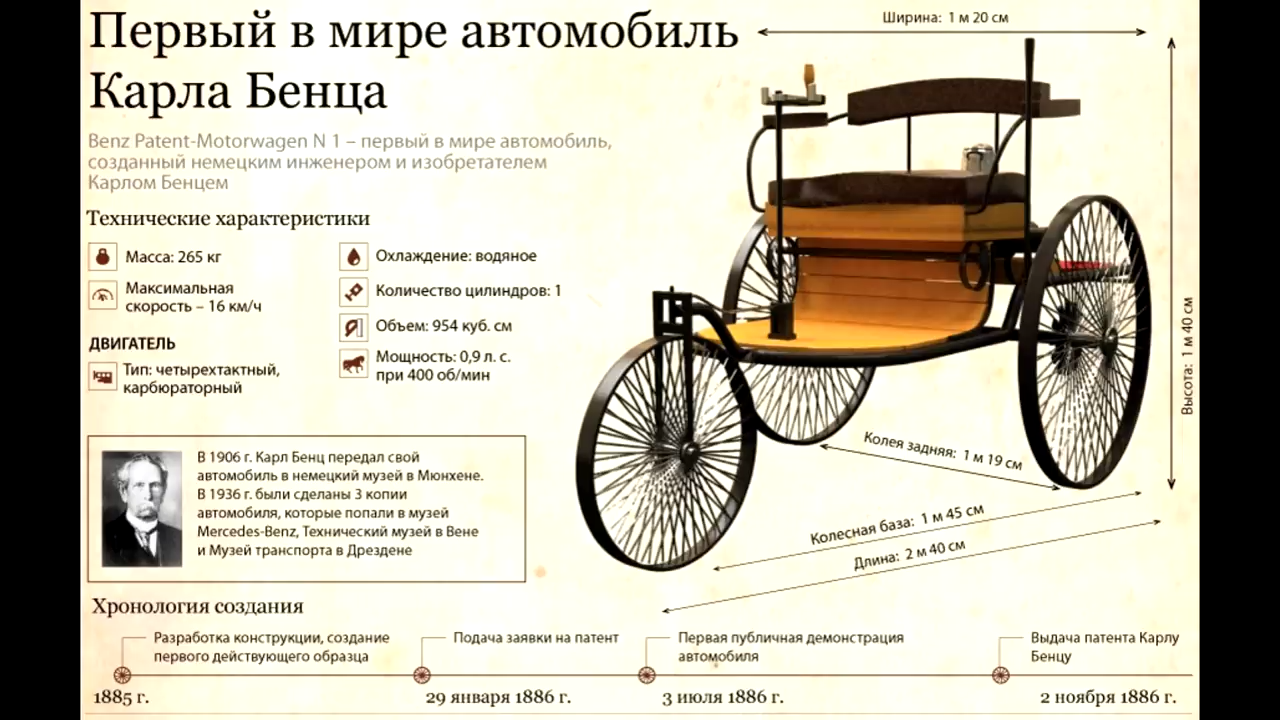 Первый в мире автомобиль
Карла Бенца
Benz Patent-Motorwagen N 1 – первый в мире автомобиль,
созданный немецким инженером и изобретателем
Карлом Бенцем
Технические характеристики
Масса: 265 кг
Максимальная
скорость – 16 км/ч
ДВИГАТЕЛЬ
Тип: четырехтактный,
карбюраторный
Охлаждение: водяное
Количество цилиндров: 1
Объем: 954 куб. см
Мощность: 0,9 л. с.
при 400 об/мин
Ширина: 1 м 20 см
Высота: 1 м 40 см
Колея задняя: 1 м 19 см
Колесная база: 1 м 45 см
Длина: 2 м 40 см
В 1906 г. Карл Бенц передал свой
автомобиль в немецкий музей в Мюнхене.
В 1936 г. были сделаны 3 копии
автомобиля, которые попали в музей
Mercedes-Benz, Технический музей в Вене
и Музей транспорта в Дрездене
Хронология создания
Разработка конструкции, создание
первого действующего образца
1885 г.
Подача заявки на патент
29 января 1886 г.
Первая публичная демонстрация
автомобиля
3 июля 1886 г.
Выдача патента Карлу
Бенцу
2 ноября 1886 г.